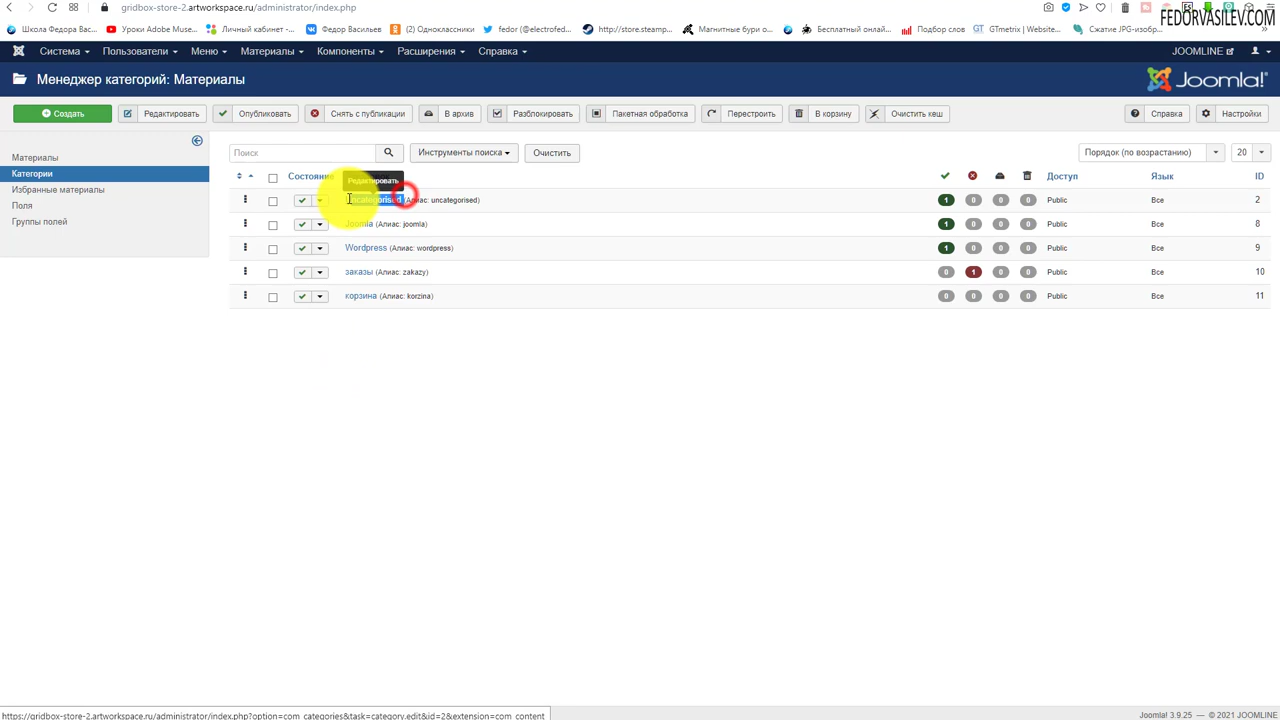 gridbox-store-2.artworkspace.ru/administrator/index.php
FEDORVASILEV.COM
Школа Федора Вас... Уроки Adobe Muse... Личный кабинет -... Федор Васильев (2) Одноклассники fedor (@electrofed... http://store.steamp... Магнитные бури о... Бесплатный онлай... Подбор слов GTmetrix | Website... Сжатие JPG-изобр... »
Система Пользователи Меню Материалы Компоненты Расширения Справка JOOMLINE
Менеджер категорий: Материалы Joomla!
Создать Редактировать Опубликовать Снять с публикации В архив Разблокировать Пакетная обработка Перестроить В корзину Очистить кеш Справка Настройки
Материалы
Категории
Избранные материалы
Поля
Группы полей
Поиск Инструменты поиска Очистить Порядок (по возрастанию) 20
Состояние Редактировать Доступ Язык ID
Uncategorised (Алиас: uncategorised) 1 0 0 0 Public Все 2
Joomla (Алиас: joomla) 1 0 0 0 Public Все 8
Wordpress (Алиас: wordpress) 1 0 0 0 Public Все 9
заказы (Алиас: zakazy) 0 1 0 0 Public Все 10
корзина (Алиас: korzina) 0 0 0 0 Public Все 11
https://gridbox-store-2.artworkspace.ru/administrator/index.php?option=com_categories&task=category.edit&id=2&extension=com_content
Joomla! 3.9.25 — © 2021 JOOMLINE